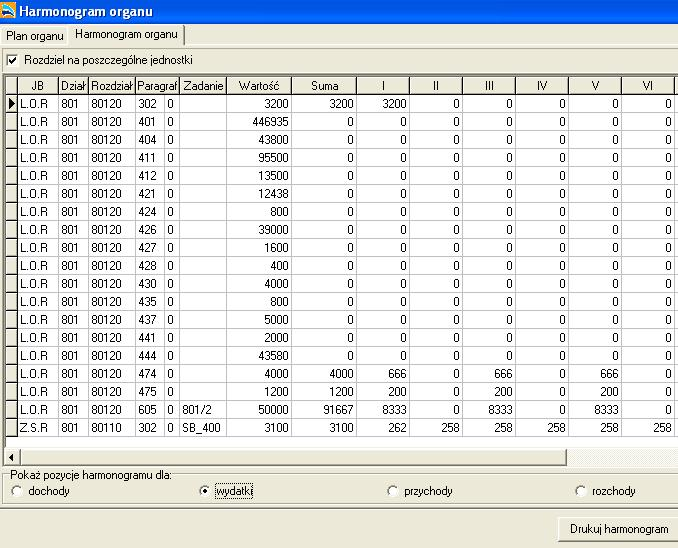 Harmonogram organu
Plan organu Harmonogram organu
Rozdziel na poszczególne jednostki
JB Dział Rozdział Paragraf Zadanie Wartość Suma I II III IV V VI
L.O.R 801 80120 302 0 3200 3200 3200 0 0 0 0 0
L.O.R 801 80120 401 0 446935 0 0 0 0 0 0 0
L.O.R 801 80120 404 0 43800 0 0 0 0 0 0 0
L.O.R 801 80120 411 0 95500 0 0 0 0 0 0 0
L.O.R 801 80120 412 0 13500 0 0 0 0 0 0 0
L.O.R 801 80120 421 0 12438 0 0 0 0 0 0 0
L.O.R 801 80120 424 0 800 0 0 0 0 0 0 0
L.O.R 801 80120 426 0 39000 0 0 0 0 0 0 0
L.O.R 801 80120 427 0 1600 0 0 0 0 0 0 0
L.O.R 801 80120 428 0 400 0 0 0 0 0 0 0
L.O.R 801 80120 430 0 4000 0 0 0 0 0 0 0
L.O.R 801 80120 435 0 800 0 0 0 0 0 0 0
L.O.R 801 80120 437 0 5000 0 0 0 0 0 0 0
L.O.R 801 80120 441 0 2000 0 0 0 0 0 0 0
L.O.R 801 80120 444 0 43580 0 0 0 0 0 0 0
L.O.R 801 80120 474 0 4000 4000 666 0 666 0 666 0
L.O.R 801 80120 475 0 1200 1200 200 0 200 0 200 0
L.O.R 801 80120 605 0 801/2 50000 91667 8333 0 8333 0 8333 0
Z.S.R 801 80110 302 0 SB_400 3100 3100 262 258 258 258 258 258
Pokaż pozycje harmonogramu dla:
dochody wydatki przychody rozchody
Drukuj harmonogram